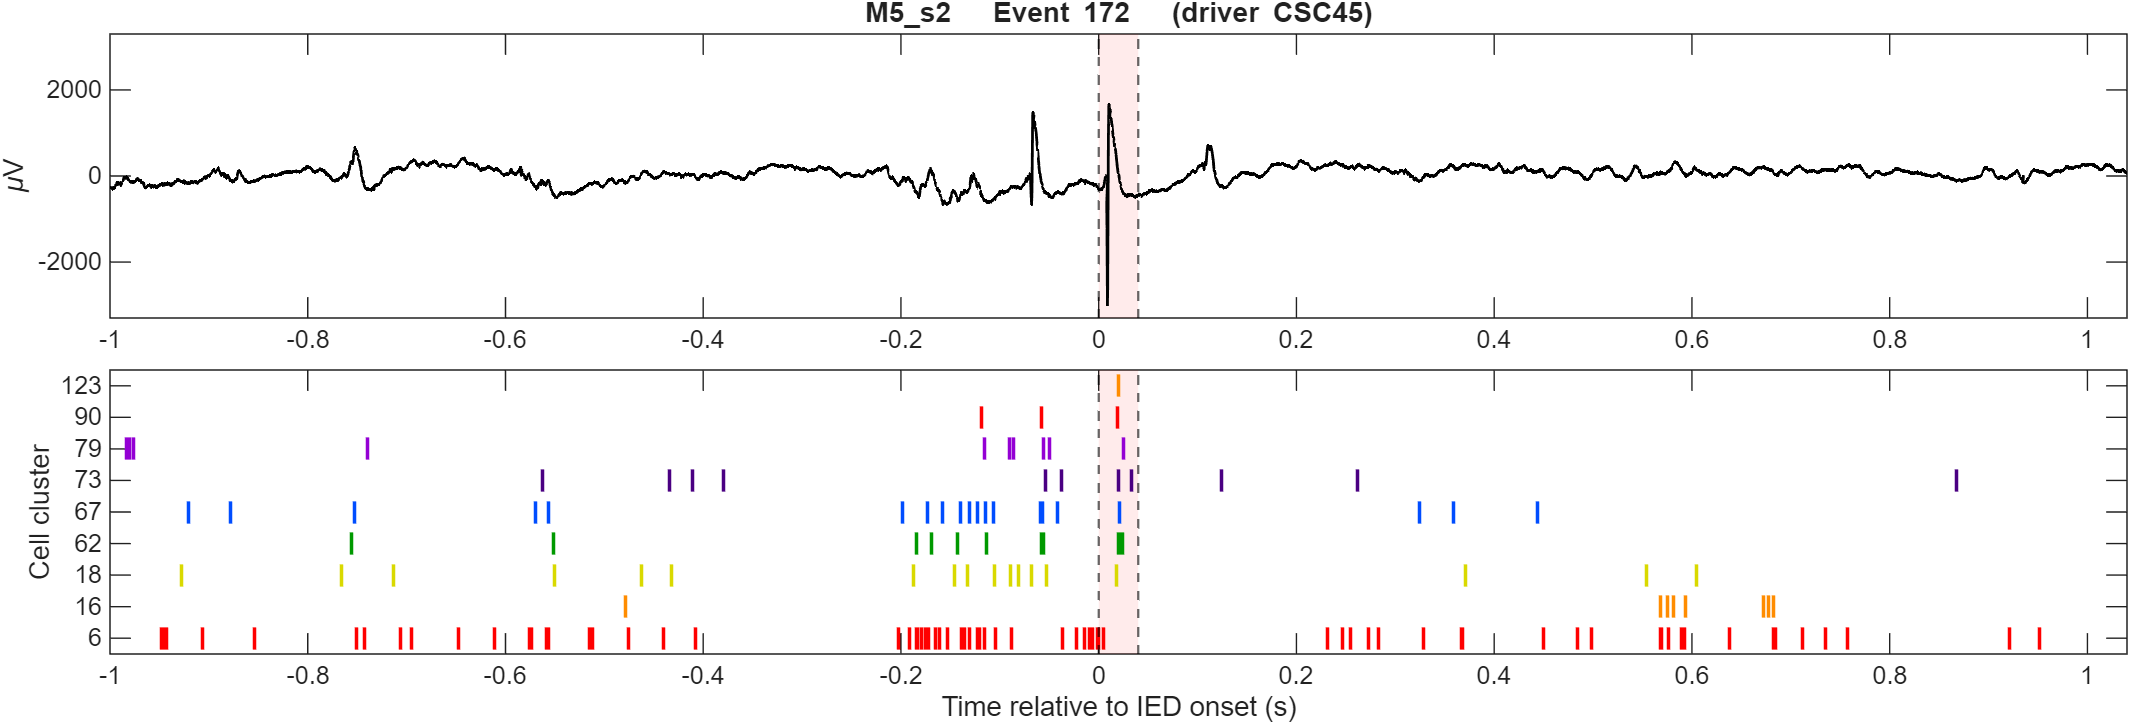 M5_s2 Event 172 (driver CSC45)
µV
2000
0
-2000
-1 -0.8 -0.6 -0.4 -0.2 0 0.2 0.4 0.6 0.8 1
Cell cluster
123
90
79
73
67
62
18
16
6
-1 -0.8 -0.6 -0.4 -0.2 0 0.2 0.4 0.6 0.8 1
Time relative to IED onset (s)